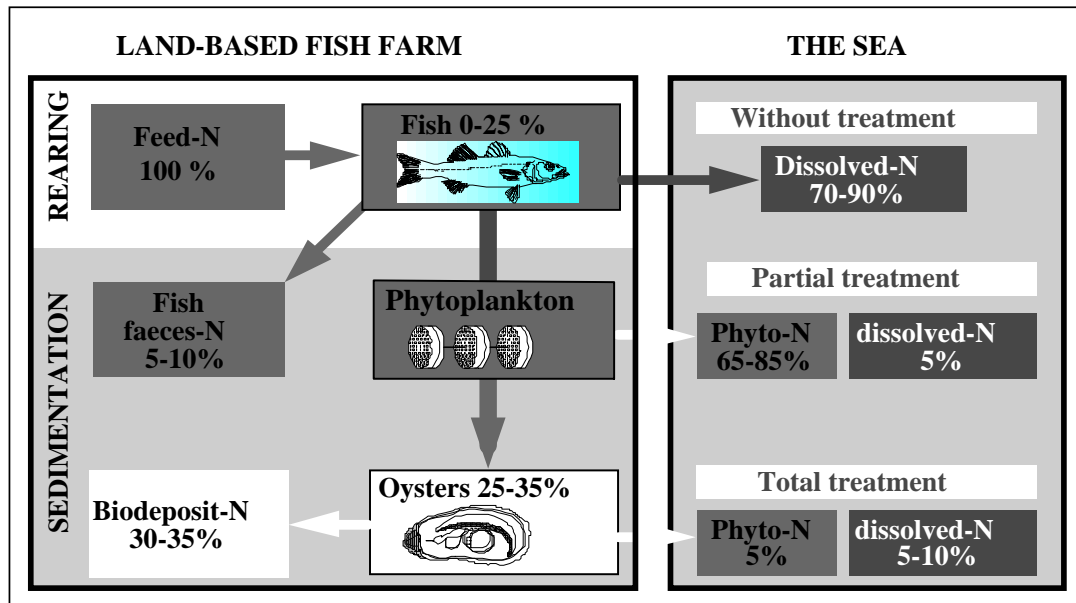 LAND-BASED FISH FARM
THE SEA
REARING
Feed-N
100 %
Fish 0-25 %
Without treatment
Dissolved-N
70-90%
SEDIMENTATION
Fish
faeces-N
5-10%
Phytoplankton
Partial treatment
Phyto-N
65-85%
dissolved-N
5%
Biodeposit-N
30-35%
Oysters 25-35%
Total treatment
Phyto-N
5%
dissolved-N
5-10%